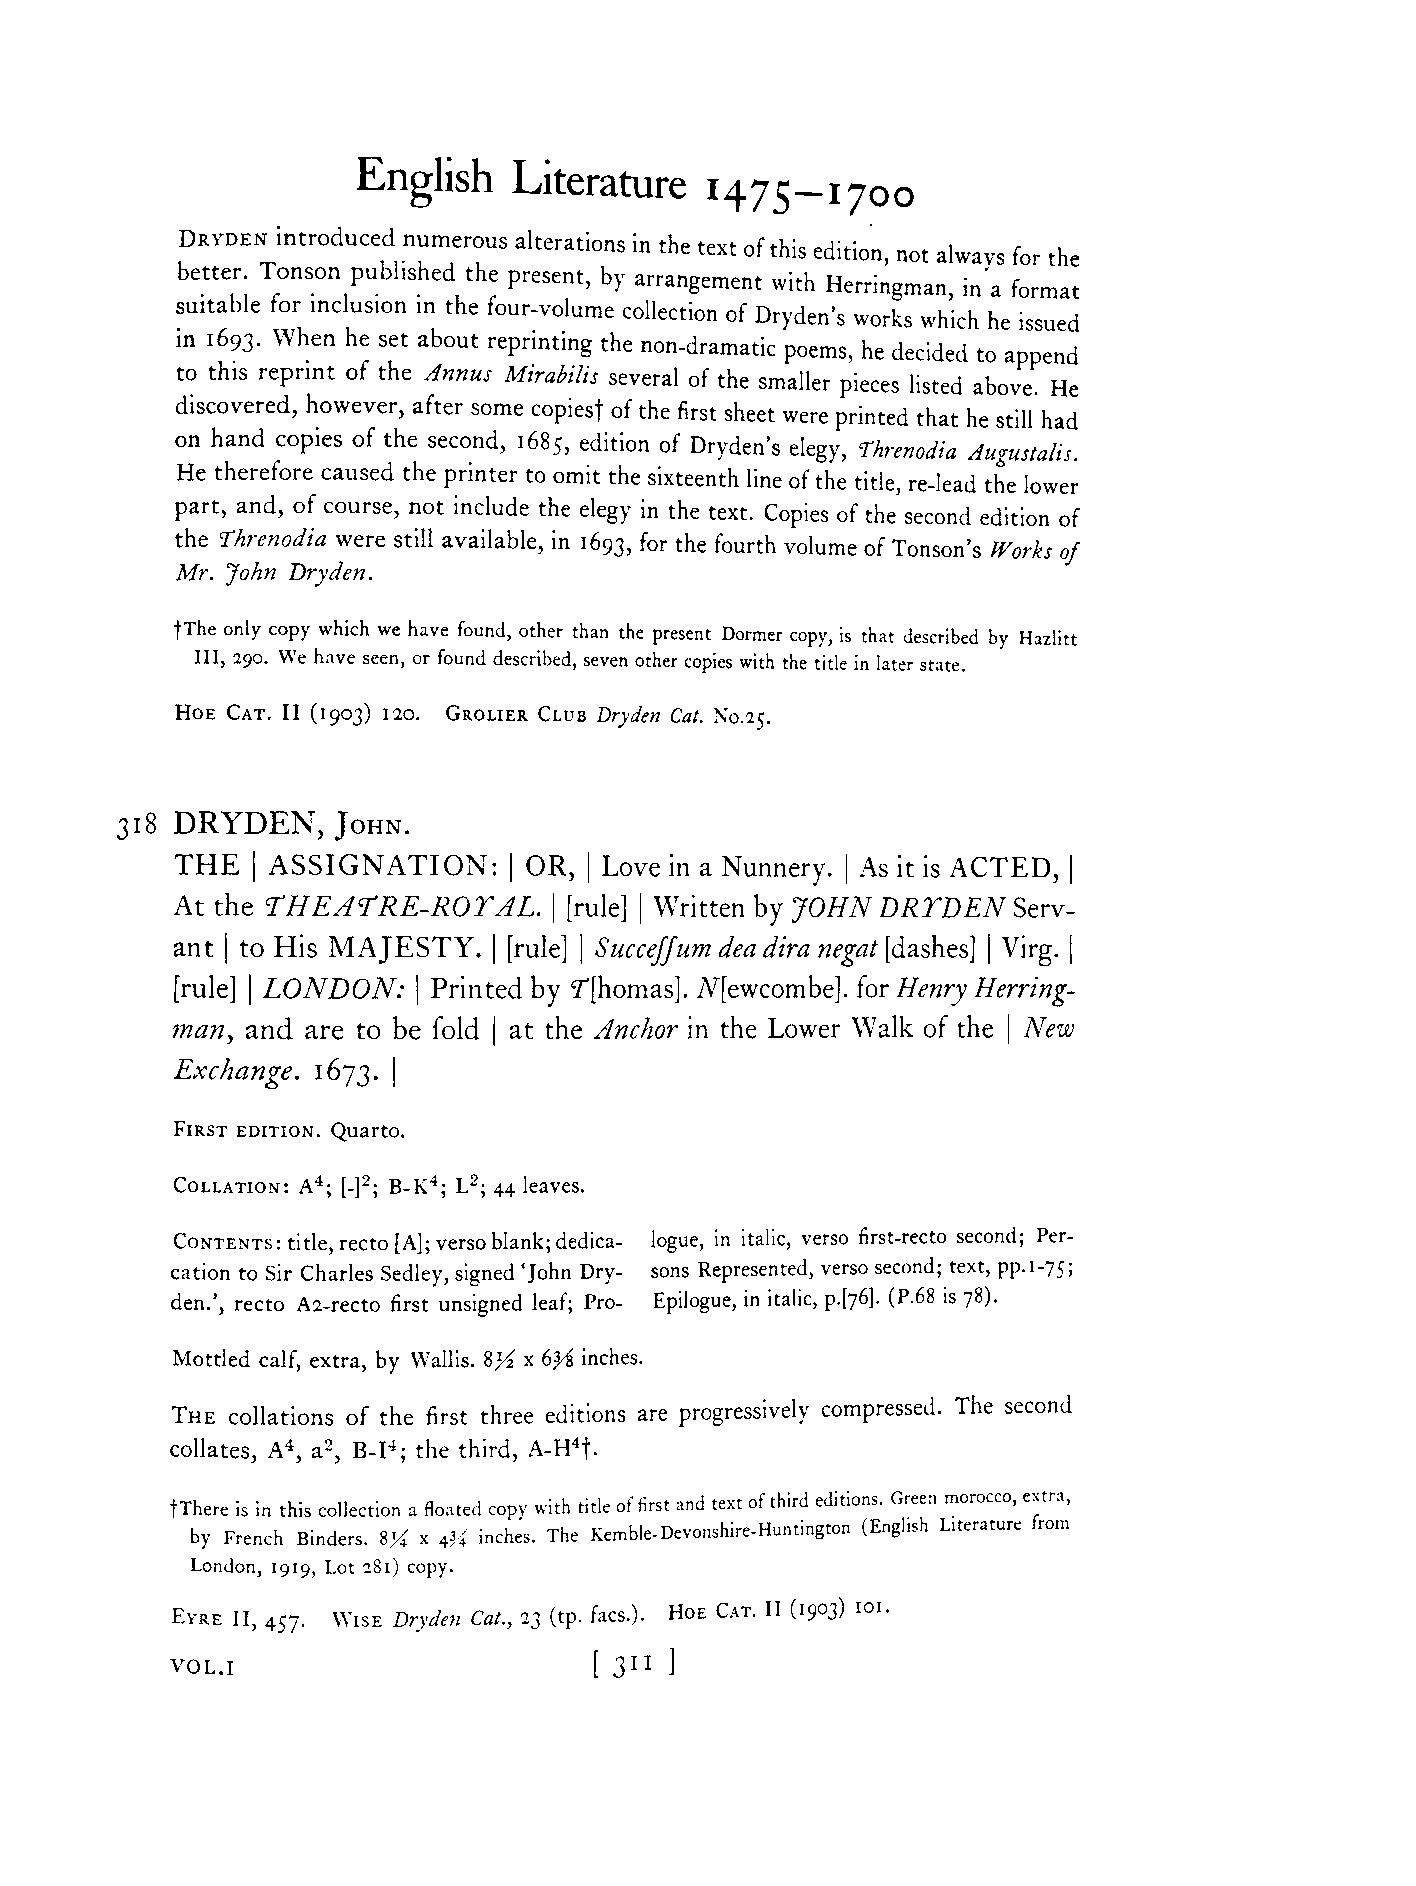 English Literature 1475–1700
DRYDEN introduced numerous alterations in the text of this edition, not always for the
better. Tonson published the present, by arrangement with Herringman, in a format
suitable for inclusion in the four-volume collection of Dryden's works which he issued
in 1693. When he set about reprinting the non-dramatic poems, he decided to append
to this reprint of the Annus Mirabilis several of the smaller pieces listed above. He
discovered, however, after some copies† of the first sheet were printed that he still had
on hand copies of the second, 1685, edition of Dryden's elegy, Threnodia Augustalis.
He therefore caused the printer to omit the sixteenth line of the title, re-lead the lower
part, and, of course, not include the elegy in the text. Copies of the second edition of
the Threnodia were still available, in 1693, for the fourth volume of Tonson's Works of
Mr. John Dryden.
†The only copy which we have found, other than the present Dormer copy, is that described by Hazlitt
III, 290. We have seen, or found described, seven other copies with the title in later state.
HOE CAT. II (1903) 120. GROLIER CLUB Dryden Cat. No.25.
318 DRYDEN, JOHN.
THE | ASSIGNATION: | OR, | Love in a Nunnery. | As it is ACTED, |
At the THEATRE-ROYAL. | [rule] | Written by JOHN DRYDEN Serv-
ant | to His MAJESTY. | [rule] | Succeſſum dea dira negat [dashes] | Virg. |
[rule] | LONDON: | Printed by T[homas]. N[ewcombe]. for Henry Herring-
man, and are to be ſold | at the Anchor in the Lower Walk of the | New
Exchange. 1673. |
FIRST EDITION. Quarto.
COLLATION: A⁴; [-]²; B-K⁴; L²; 44 leaves.
CONTENTS: title, recto [A]; verso blank; dedica-
cation to Sir Charles Sedley, signed 'John Dry-
den.', recto A2-recto first unsigned leaf; Pro-
logue, in italic, verso first-recto second; Per-
sons Represented, verso second; text, pp.1-75;
Epilogue, in italic, p.[76]. (P.68 is 78).
Mottled calf, extra, by Wallis. 8½ x 6⅜ inches.
THE collations of the first three editions are progressively compressed. The second
collates, A⁴, a², B-I⁴; the third, A-H⁴†.
†There is in this collection a floated copy with title of first and text of third editions. Green morocco, extra,
by French Binders. 8¼ x 4¾ inches. The Kemble-Devonshire-Huntington (English Literature from
London, 1919, Lot 281) copy.
EYRE II, 457. WISE Dryden Cat., 23 (tp. facs.). HOE CAT. II (1903) 101.
VOL.I [ 311 ]